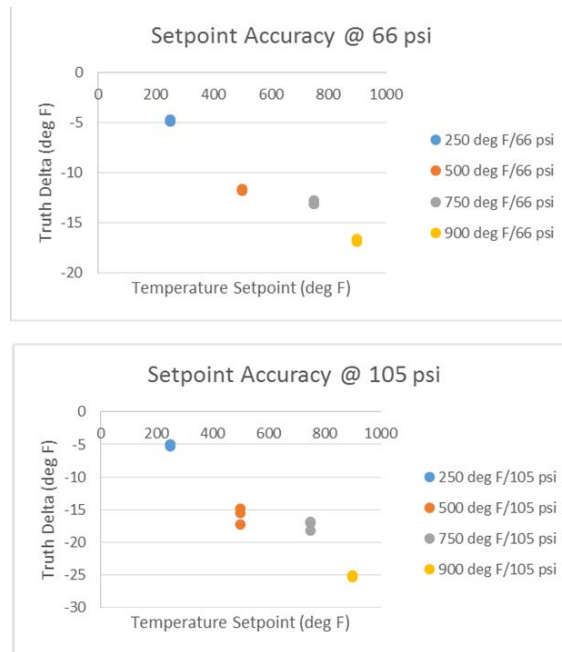 Setpoint Accuracy @ 66 psi
0
0 200 400 600 800 1000
-5
-10
-15
-20
Truth Delta (deg F)
Temperature Setpoint (deg F)
250 deg F/66 psi
500 deg F/66 psi
750 deg F/66 psi
900 deg F/66 psi
Setpoint Accuracy @ 105 psi
0
0 200 400 600 800 1000
-5
-10
-15
-20
-25
-30
Truth Delta (deg F)
Temperature Setpoint (deg F)
250 deg F/105 psi
500 deg F/105 psi
750 deg F/105 psi
900 deg F/105 psi